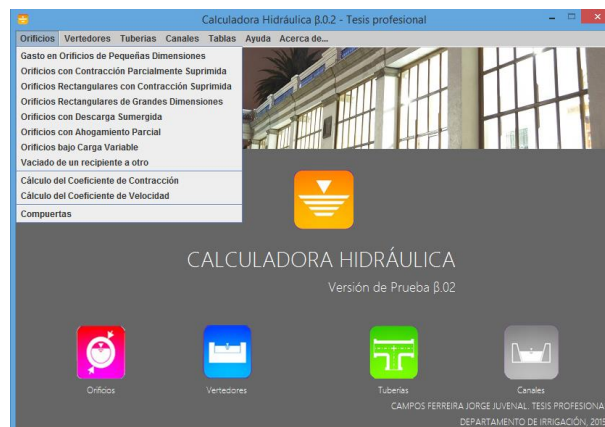 Calculadora Hidráulica β.0.2 - Tesis profesional
Orificios Vertedores Tuberias Canales Tablas Ayuda Acerca de...
Gasto en Orificios de Pequeñas Dimensiones
Orificios con Contracción Parcialmente Suprimida
Orificios Rectangulares con Contracción Suprimida
Orificios Rectangulares de Grandes Dimensiones
Orificios con Descarga Sumergida
Orificios con Ahogamiento Parcial
Orificios bajo Carga Variable
Vaciado de un recipiente a otro
Cálculo del Coeficiente de Contracción
Cálculo del Coeficiente de Velocidad
Compuertas
CALCULADORA HIDRÁULICA
Versión de Prueba β.02
Orificios Vertedores Tuberías Canales
CAMPOS FERREIRA JORGE JUVENAL. TESIS PROFESIONA
DEPARTAMENTO DE IRRIGACIÓN, 2015